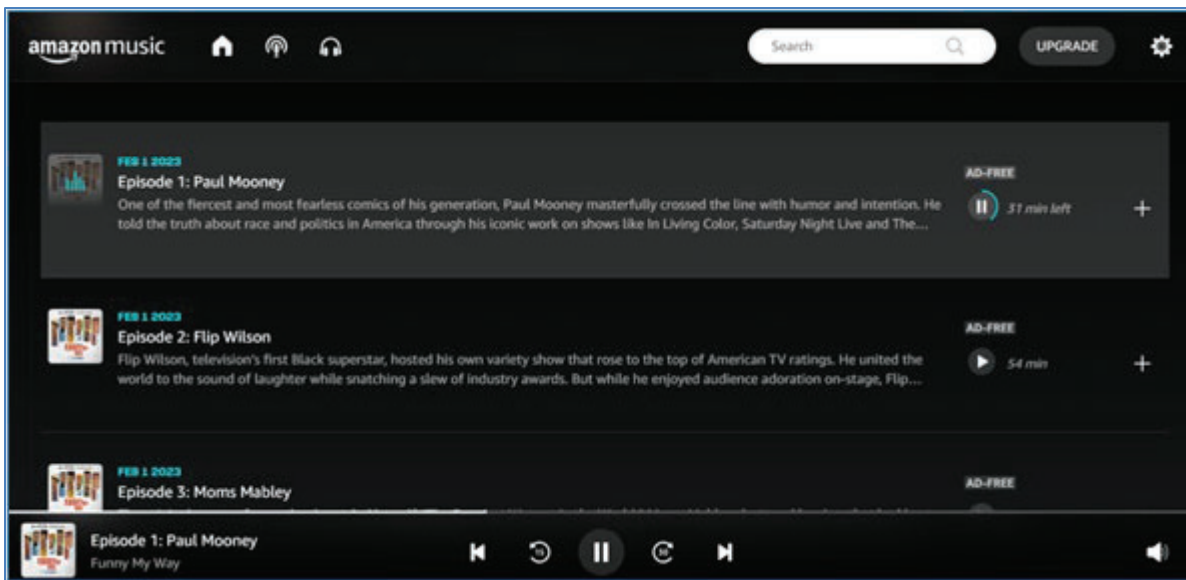 amazon music
Search
UPGRADE
FEB 1 2023
Episode 1: Paul Mooney
One of the fiercest and most fearless comics of his generation, Paul Mooney masterfully crossed the line with humor and intention. He
told the truth about race and politics in America through his iconic work on shows like In Living Color, Saturday Night Live and The...
AD-FREE
31 min left
FEB 1 2023
Episode 2: Flip Wilson
Flip Wilson, television's first Black superstar, hosted his own variety show that rose to the top of American TV ratings. He united the
world to the sound of laughter while snatching a slew of industry awards. But while he enjoyed audience adoration on-stage, Flip...
AD-FREE
54 min
FEB 1 2023
Episode 3: Moms Mabley
AD-FREE
Episode 1: Paul Mooney
Funny My Way
15
30